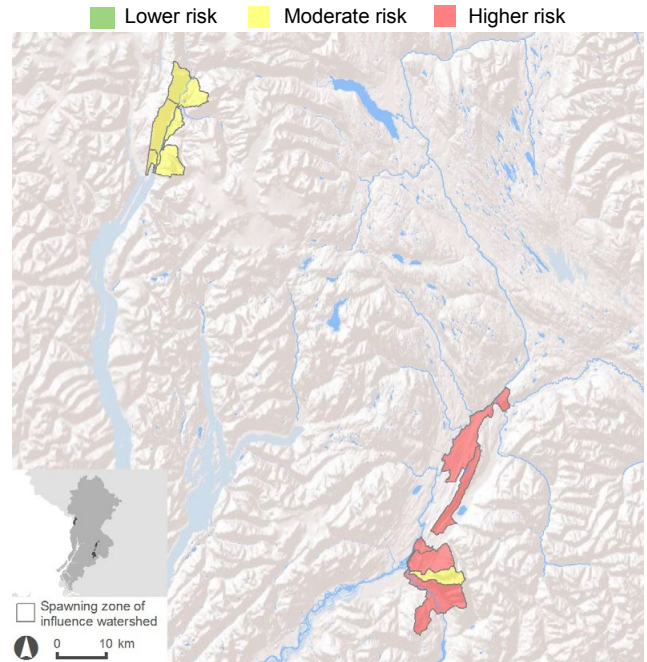 Lower risk Moderate risk Higher risk
Spawning zone of
influence watershed
0 10 km